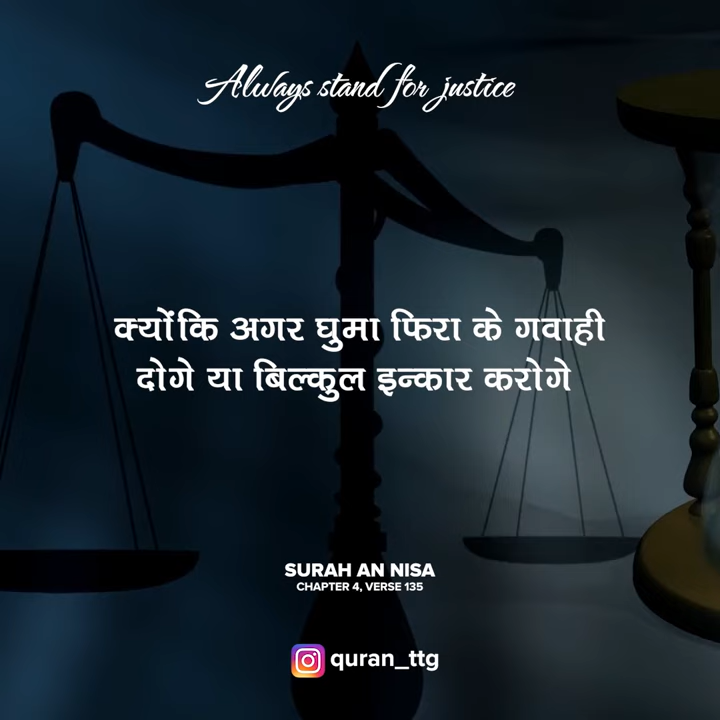 Always stand for justice
क्योंकि अगर घुमा फिरा के गवाही
दोगे या बिल्कुल इन्कार करोगे
SURAH AN NISA
CHAPTER 4, VERSE 135
quran_ttg